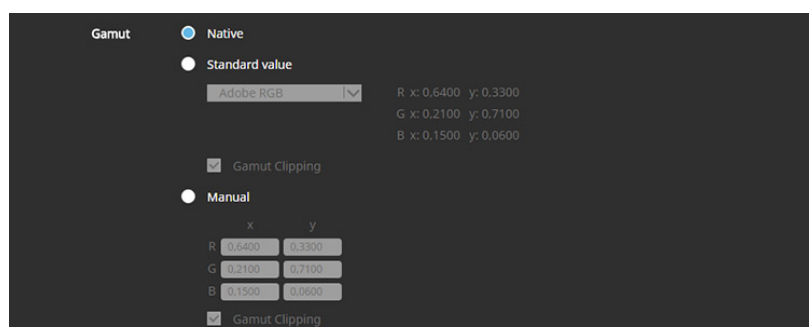 Gamut Native
Standard value
Adobe RGB R x: 0,6400 y: 0,3300
G x: 0,2100 y: 0,7100
B x: 0,1500 y: 0,0600
Gamut Clipping
Manual
x y
R 0,6400 0,3300
G 0,2100 0,7100
B 0,1500 0,0600
Gamut Clipping